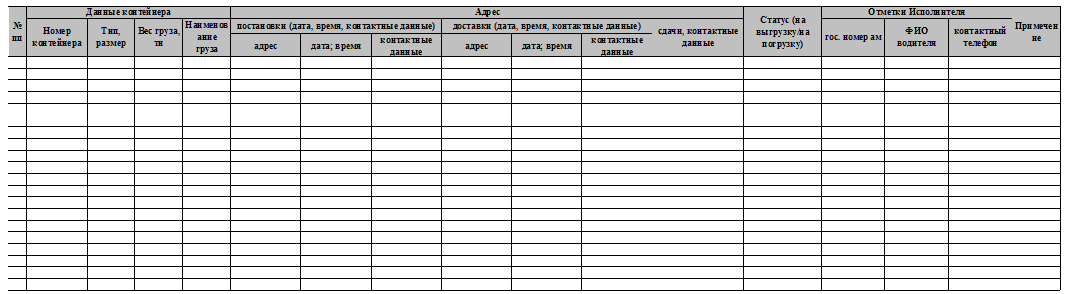 Данные контейнера
Адрес
Отметки Исполнителя
№
пп
Номер
контейнера
Тип,
размер
Вес груза,
тн
Наименов
ание
груза
постановки (дата, время, контактные данные)
доставки (дата, время, контактные данные)
сдачи, контактные
данные
Статус (на
выгрузку/на
погрузку)
гос. номер ам
ФИО
водителя
контактный
телефон
Примечен
ие
адрес
дата; время
контактные
данные
адрес
дата; время
контактные
данные